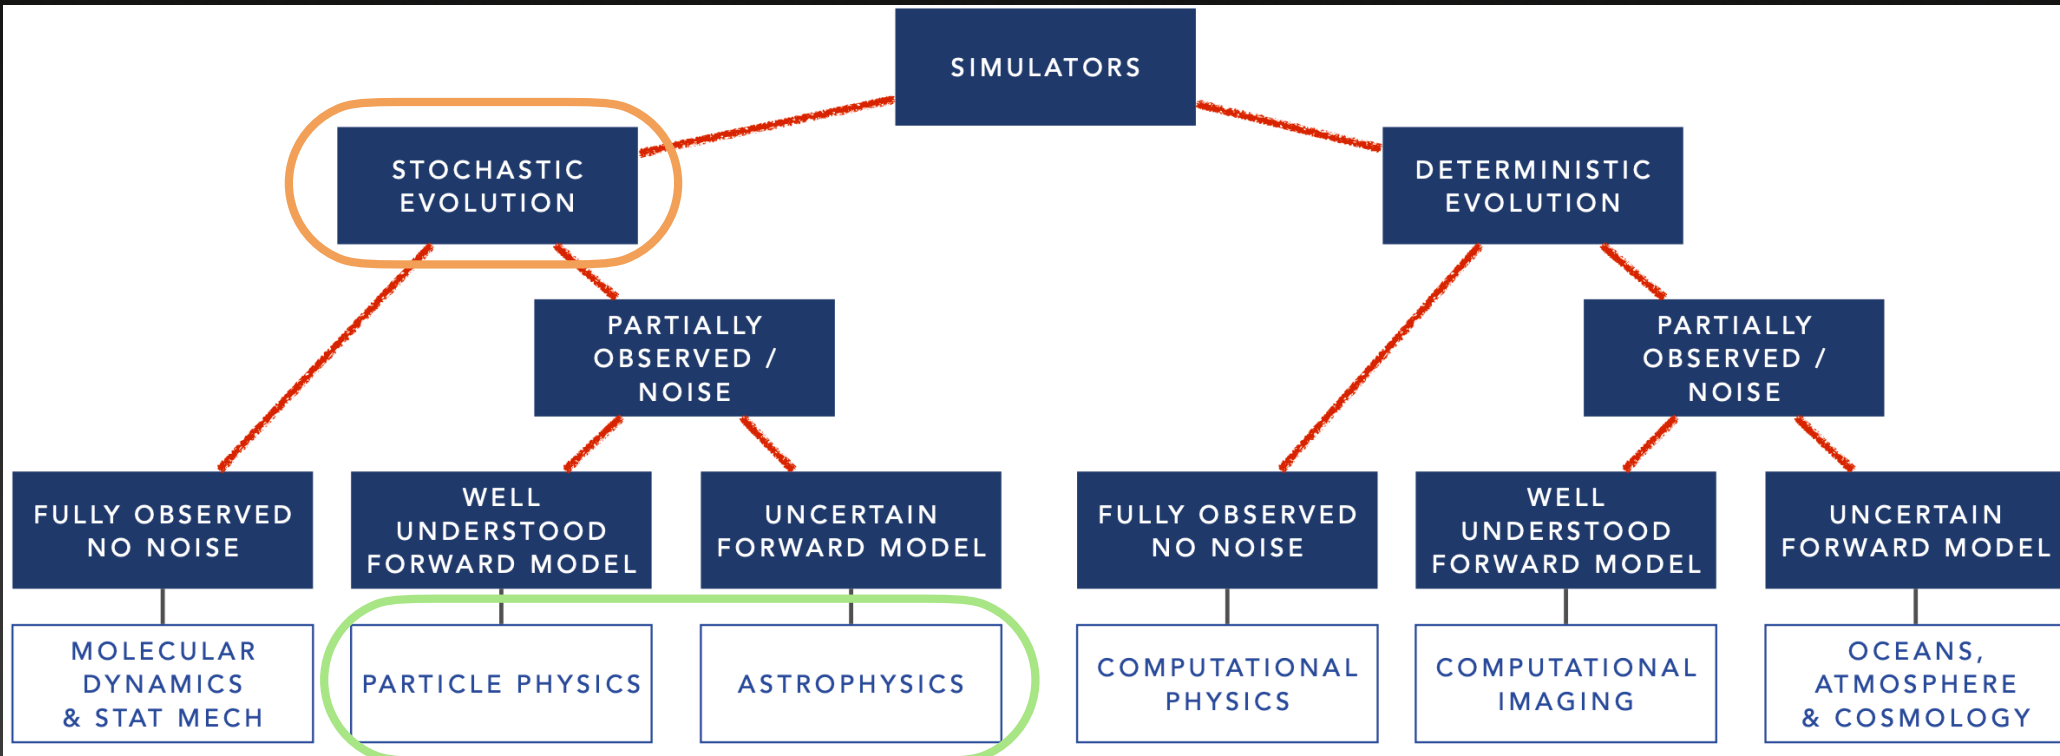 SIMULATORS
STOCHASTIC
EVOLUTION
DETERMINISTIC
EVOLUTION
PARTIALLY
OBSERVED /
NOISE
PARTIALLY
OBSERVED /
NOISE
FULLY OBSERVED
NO NOISE
WELL
UNDERSTOOD
FORWARD MODEL
UNCERTAIN
FORWARD MODEL
FULLY OBSERVED
NO NOISE
WELL
UNDERSTOOD
FORWARD MODEL
UNCERTAIN
FORWARD MODEL
MOLECULAR
DYNAMICS
& STAT MECH
PARTICLE PHYSICS
ASTROPHYSICS
COMPUTATIONAL
PHYSICS
COMPUTATIONAL
IMAGING
OCEANS,
ATMOSPHERE
& COSMOLOGY